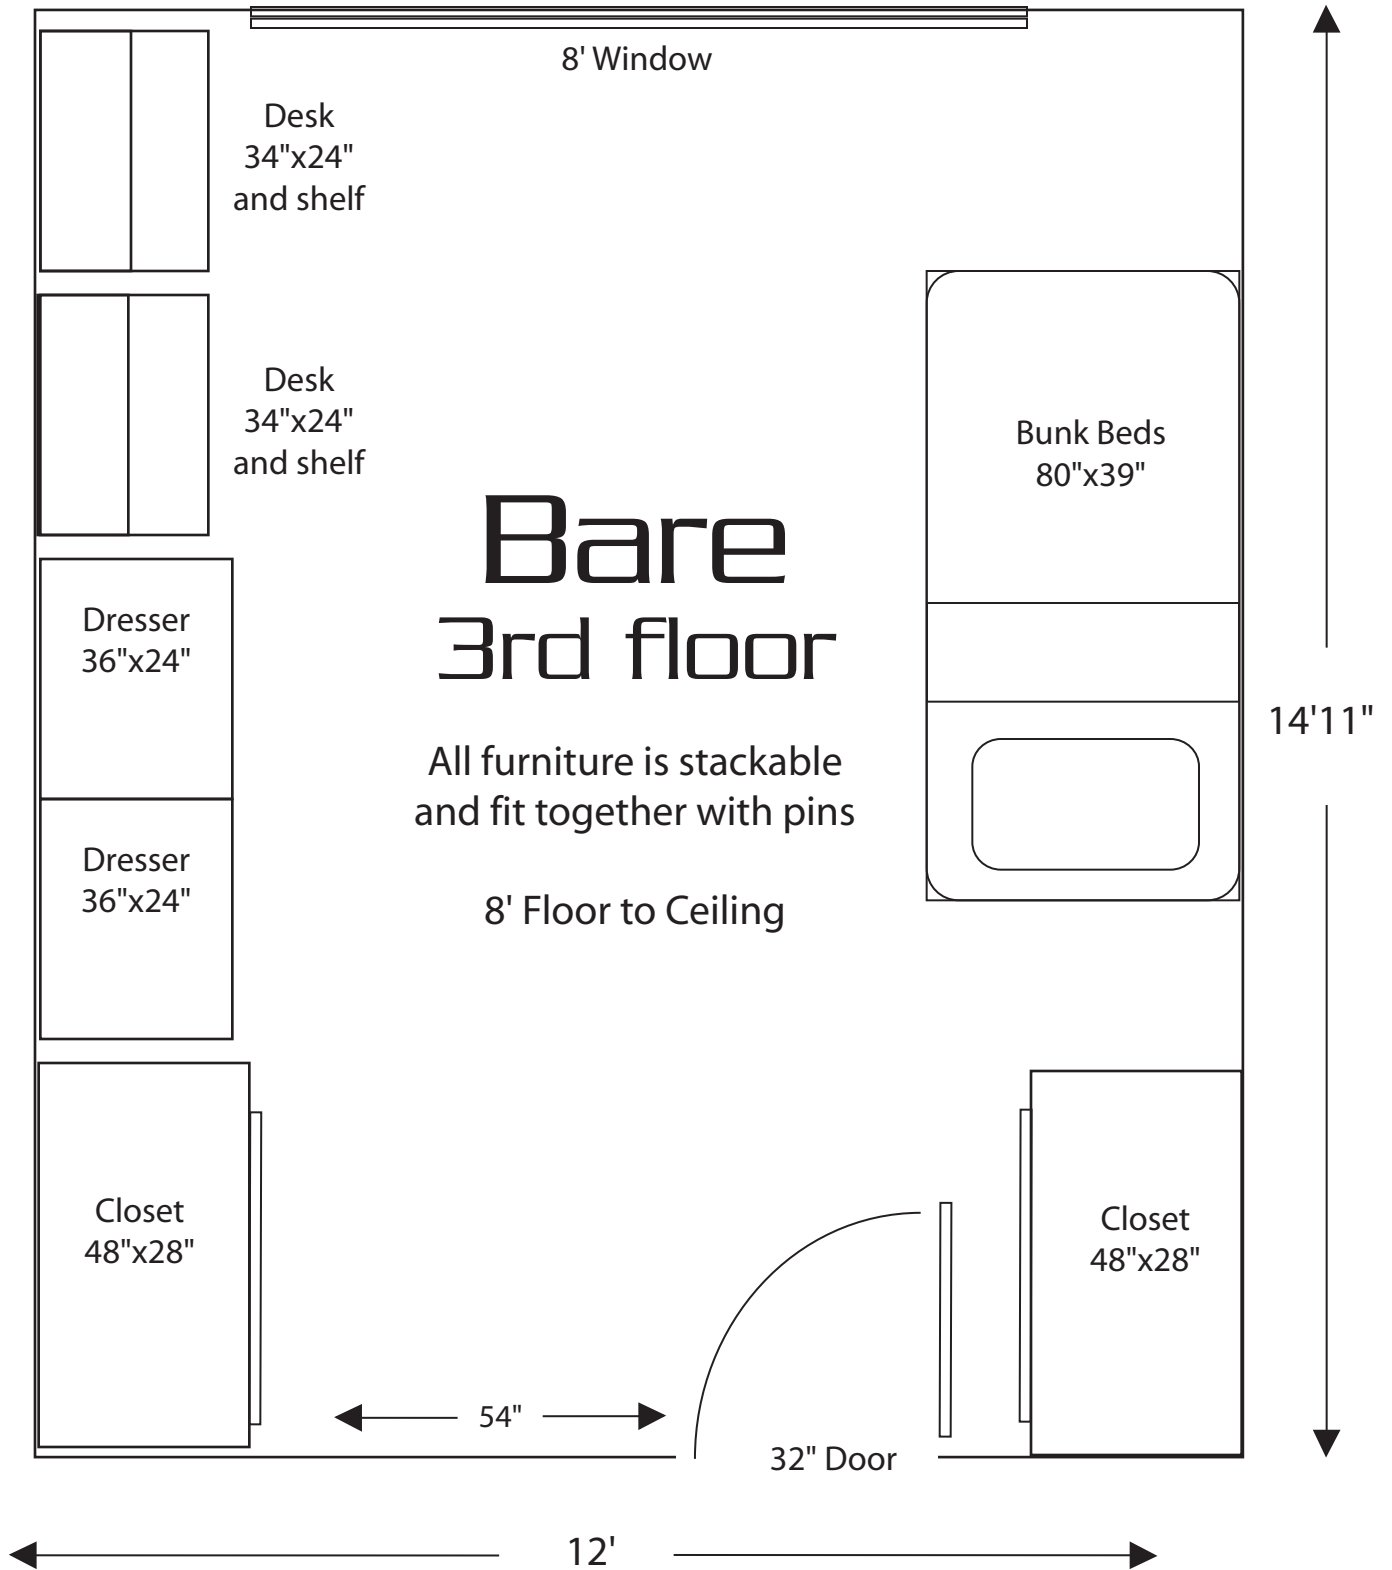 8' Window
Desk
34"x24"
and shelf
Desk
34"x24"
and shelf
Bunk Beds
80"x39"
Bare
3rd floor
Dresser
36"x24"
14'11"
All furniture is stackable
and fit together with pins
Dresser
36"x24"
8' Floor to Ceiling
Closet
48"x28"
Closet
48"x28"
54"
32" Door
12'